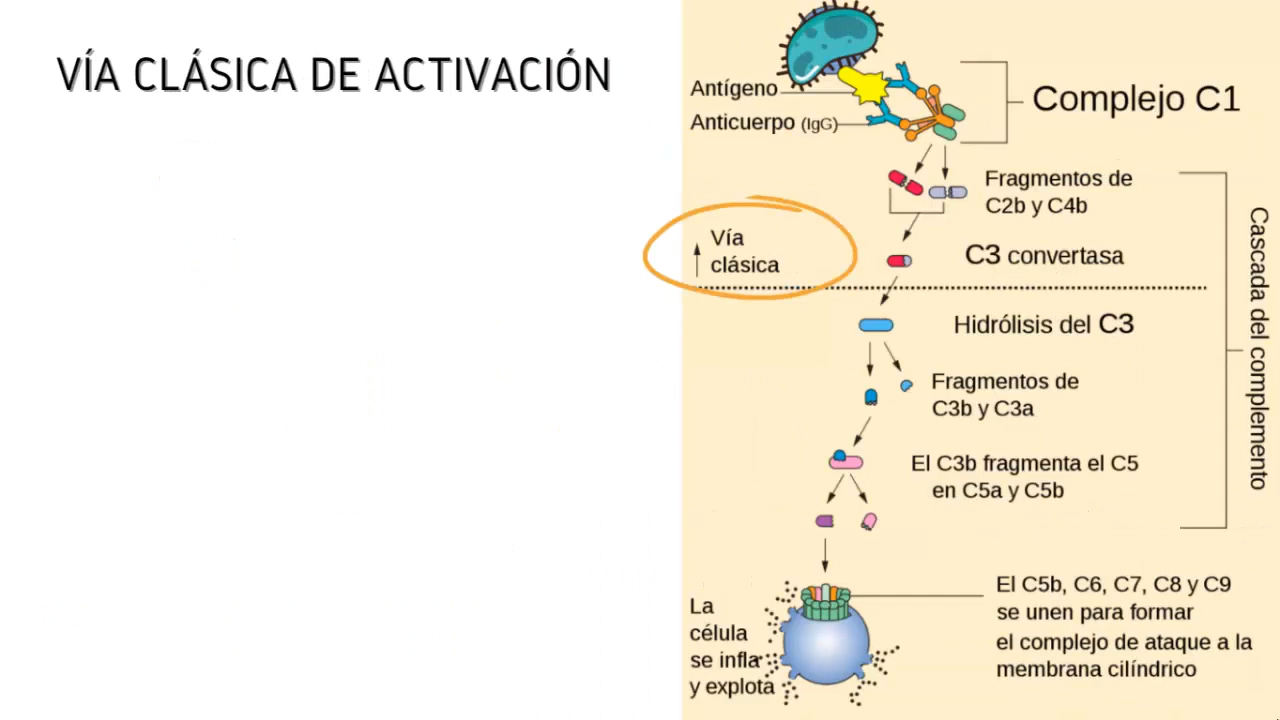 VÍA CLÁSICA DE ACTIVACIÓN
Antígeno
Anticuerpo (IgG)
Complejo C1
Fragmentos de
C2b y C4b
Vía
clásica
C3 convertasa
Hidrólisis del C3
Fragmentos de
C3b y C3a
El C3b fragmenta el C5
en C5a y C5b
Cascada del complemento
La
célula
se infla
y explota
El C5b, C6, C7, C8 y C9
se unen para formar
el complejo de ataque a la
membrana cilíndrico